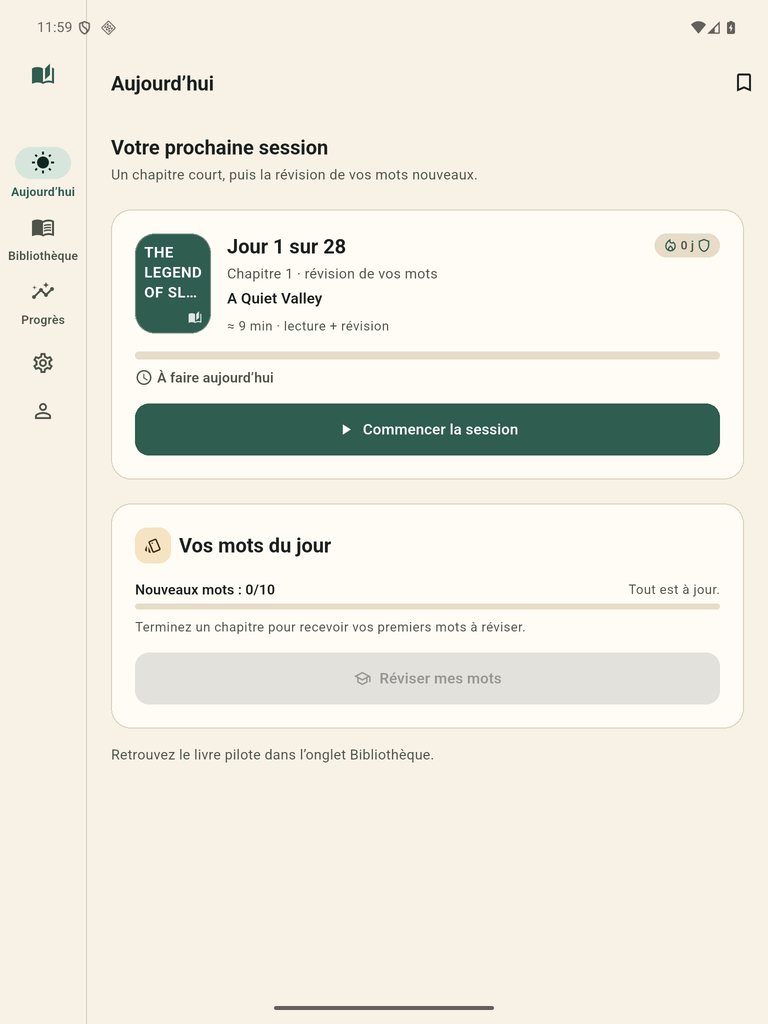 11:59
Aujourd’hui
Aujourd’hui
Bibliothèque
Progrès
Votre prochaine session
Un chapitre court, puis la révision de vos mots nouveaux.
THE
LEGEND
OF SL...
Jour 1 sur 28
0 j
Chapitre 1 · révision de vos mots
A Quiet Valley
≈ 9 min · lecture + révision
À faire aujourd’hui
Commencer la session
Vos mots du jour
Nouveaux mots : 0/10
Tout est à jour.
Terminez un chapitre pour recevoir vos premiers mots à réviser.
Réviser mes mots
Retrouvez le livre pilote dans l’onglet Bibliothèque.